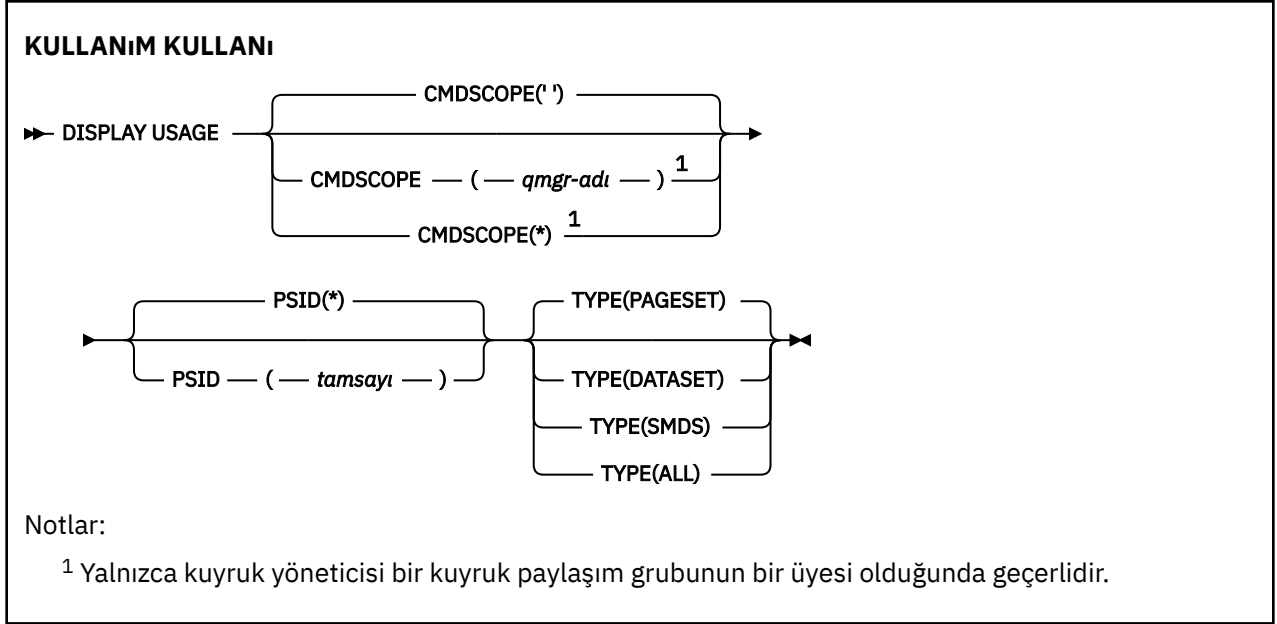 KULLANıM KULLANı
CMDSCOPE(' ')
DISPLAY USAGE
CMDSCOPE ( qmgr-adı ) 1
CMDSCOPE(*) 1
PSID(*) TYPE(PAGESET)
PSID ( tamsayı ) TYPE(DATASET)
TYPE(SMDS)
TYPE(ALL)
Notlar:
1 Yalnızca kuyruk yöneticisi bir kuyruk paylaşım grubunun bir üyesi olduğunda geçerlidir.